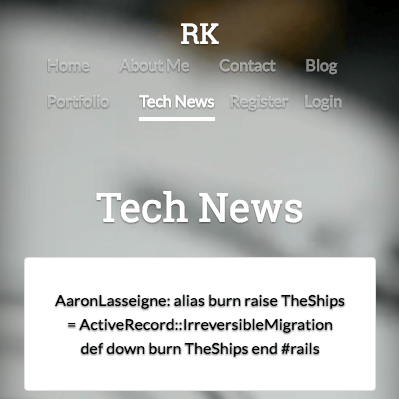 RK
Home About Me Contact Blog
Portfolio Tech News Register Login
Tech News
AaronLasseigne: alias burn raise TheShips
= ActiveRecord::IrreversibleMigration
def down burn TheShips end #rails